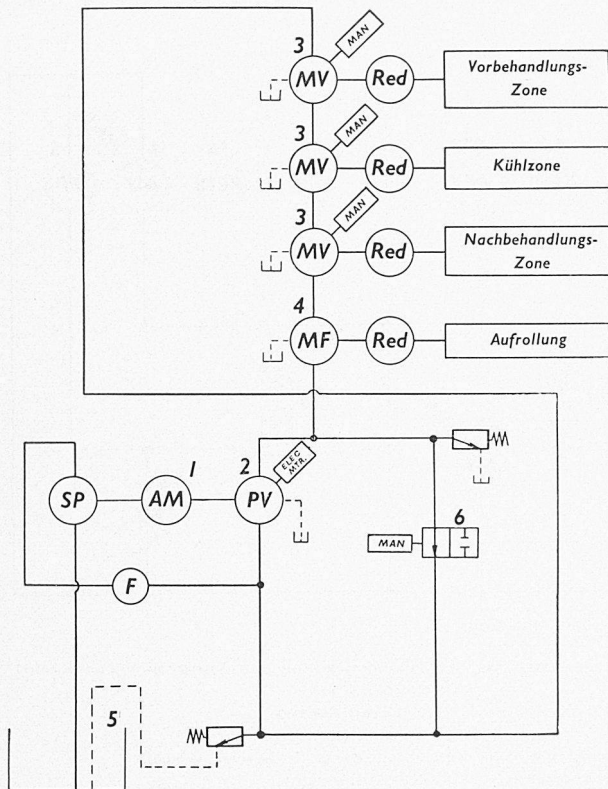 3
MAN
MV
Red
Vorbehandlungs-
Zone
3
MAN
MV
Red
Kühlzone
3
MAN
MV
Red
Nachbehandlungs-
Zone
4
MF
Red
Aufrollung
1
2
ELEC
MTR.
SP
AM
PV
6
MAN
F
5